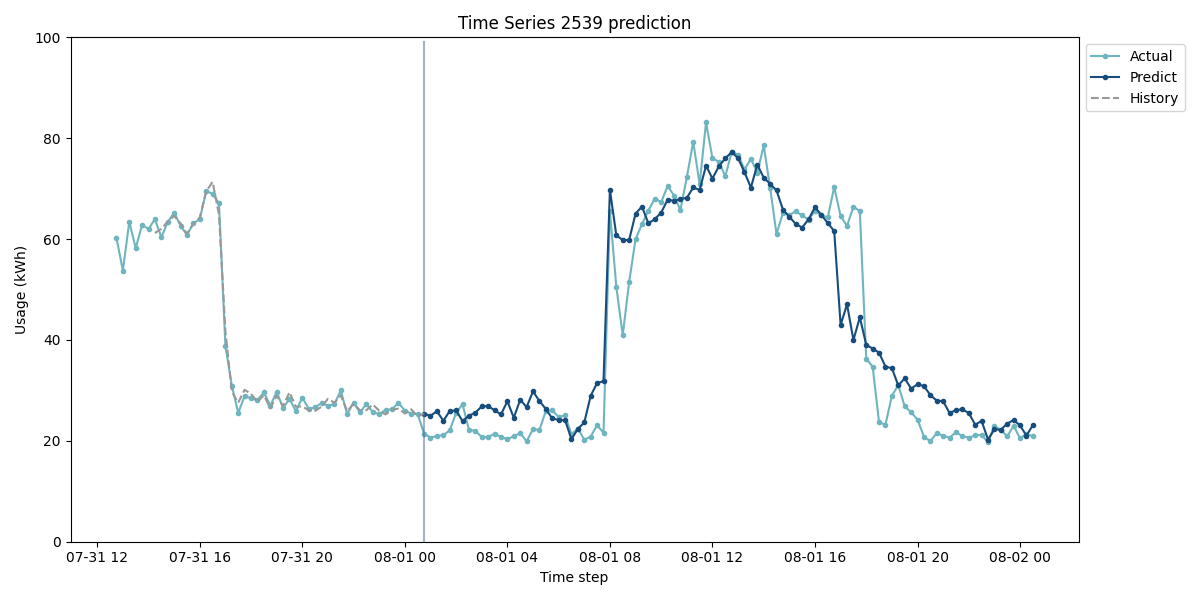 Time Series 2539 prediction
Usage (kWh)
100
80
60
40
20
0
07-31 12
07-31 16
07-31 20
08-01 00
08-01 04
08-01 08
08-01 12
08-01 16
08-01 20
08-02 00
Time step
Actual
Predict
History